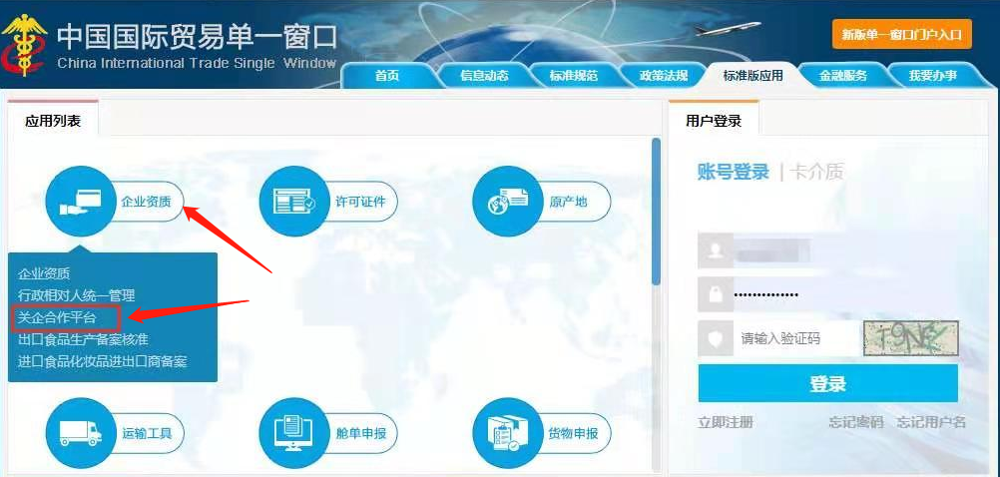 中国国际贸易单一窗口
China International Trade Single Window
新版单一窗口门户入口
首页
信息动态
标准规范
政策法规
标准版应用
金融服务
我要办事
应用列表
企业资质
许可证件
原产地
企业资质
行政相对人统一管理
关企合作平台
出口食品生产备案核准
进口食品化妆品进出口商备案
运输工具
舱单申报
货物申报
用户登录
账号登录 | 卡介质
请输入验证码
登录
立即注册 忘记密码 忘记用户名